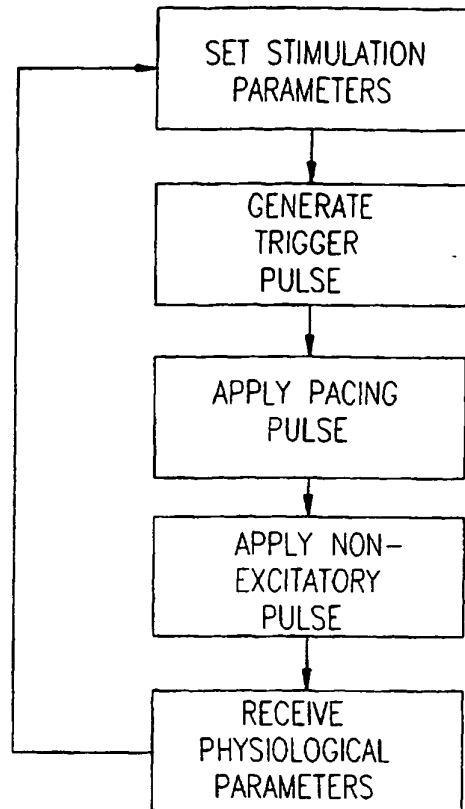 SET STIMULATION
PARAMETERS
GENERATE
TRIGGER
PULSE
APPLY PACING
PULSE
APPLY NON-
EXCITATORY
PULSE
RECEIVE
PHYSIOLOGICAL
PARAMETERS